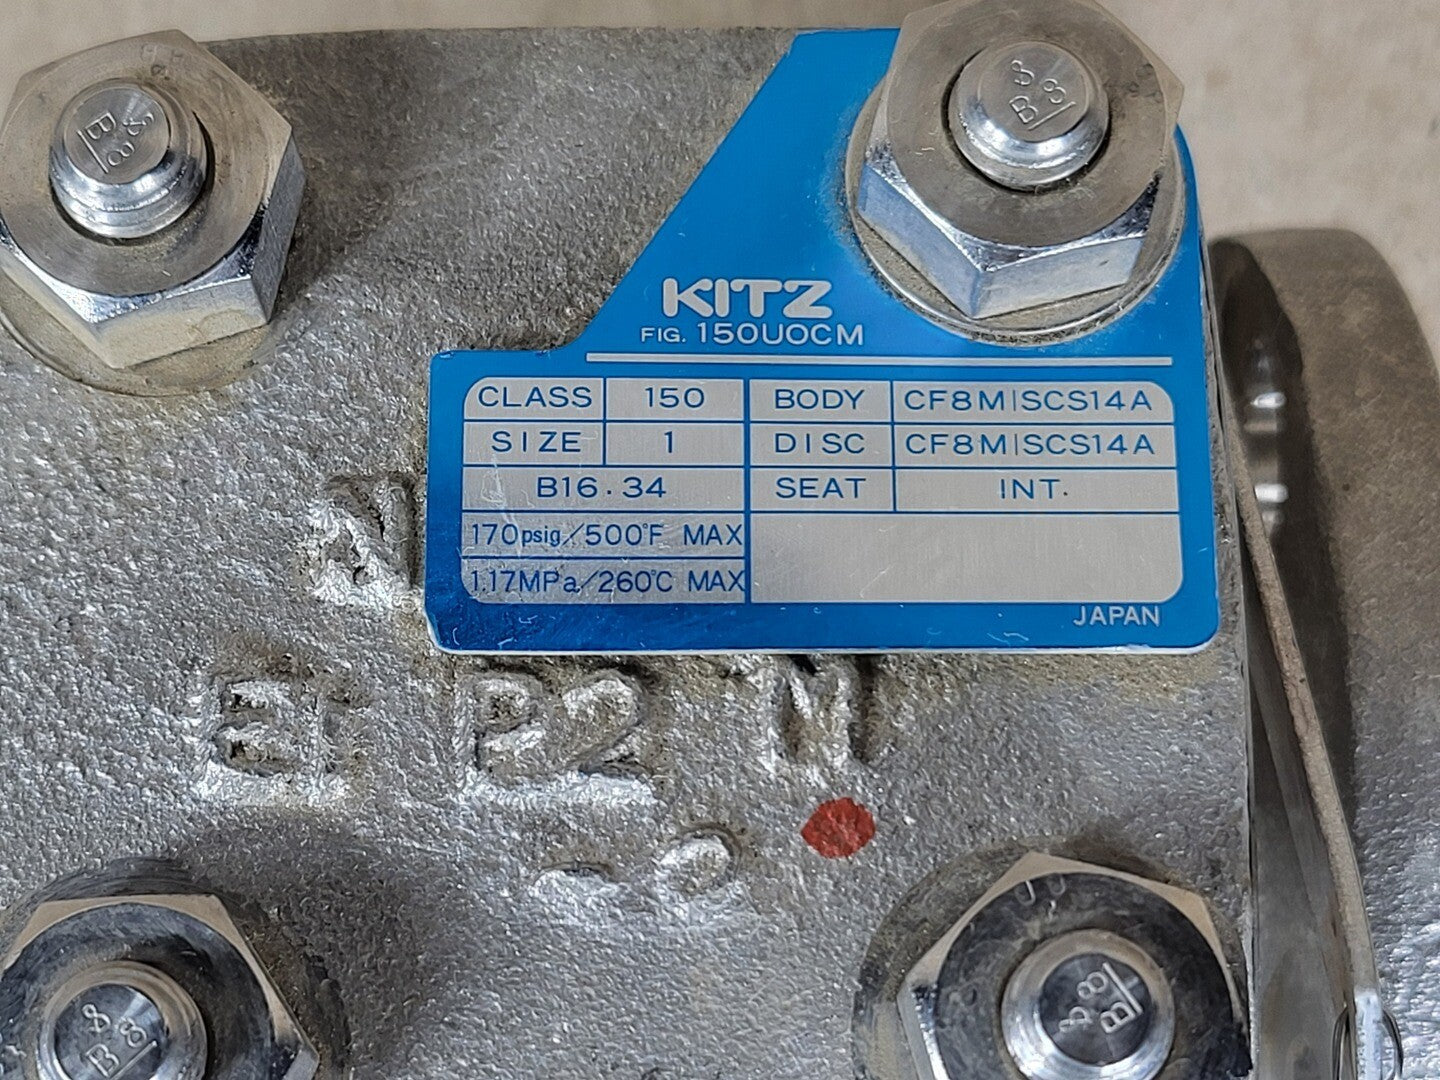 KITZ
FIG. 150UOCM
CLASS 150 BODY CF8M|SCS14A
SIZE 1 DISC CF8M|SCS14A
B16.34 SEAT INT.
170psig/500°F MAX
1.17MPa/260°C MAX
JAPAN
B8
B8
B8
B8